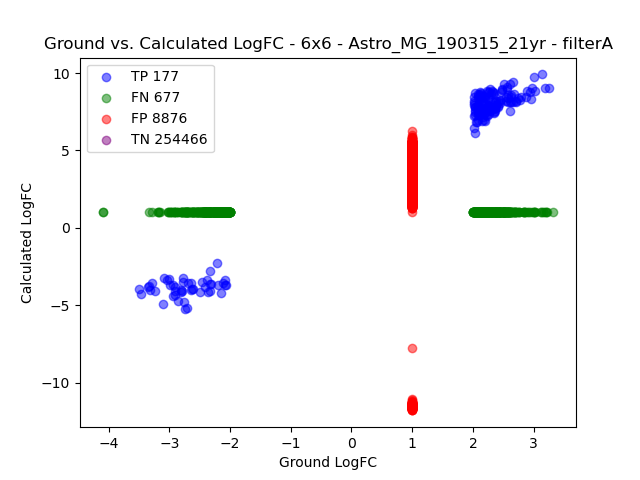 Ground vs. Calculated LogFC - 6x6 - Astro_MG_190315_21yr - filterA
TP 177
FN 677
FP 8876
TN 254466
10
5
0
−5
−10
Calculated LogFC
−4
−3
−2
−1
0
1
2
3
Ground LogFC